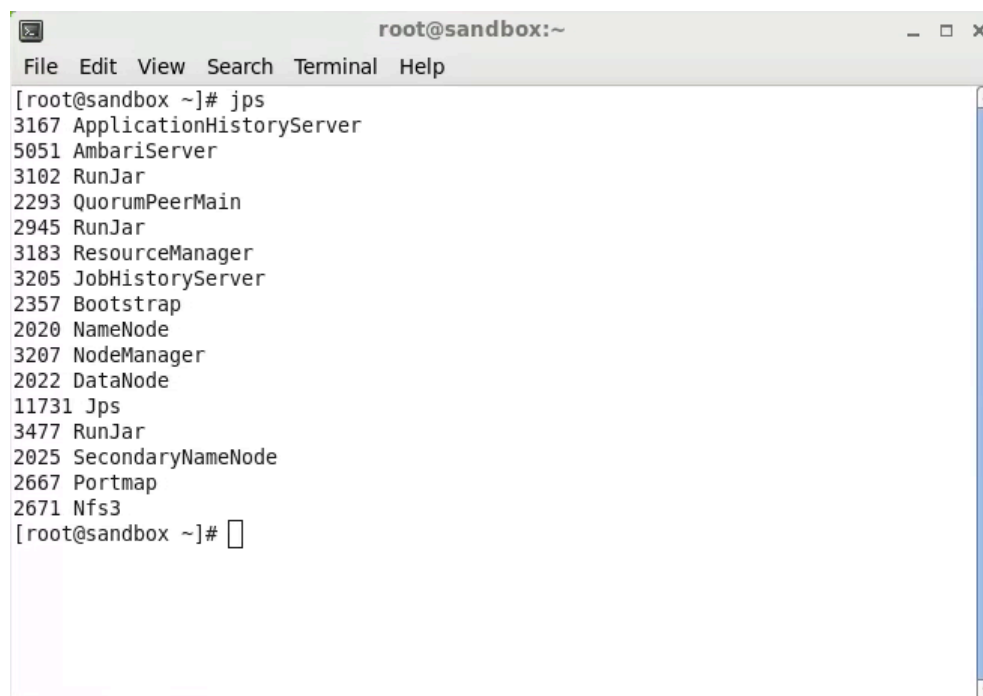 root@sandbox:~
File Edit View Search Terminal Help
[root@sandbox ~]# jps
3167 ApplicationHistoryServer
5051 AmbariServer
3102 RunJar
2293 QuorumPeerMain
2945 RunJar
3183 ResourceManager
3205 JobHistoryServer
2357 Bootstrap
2020 NameNode
3207 NodeManager
2022 DataNode
11731 Jps
3477 RunJar
2025 SecondaryNameNode
2667 Portmap
2671 Nfs3
[root@sandbox ~]#